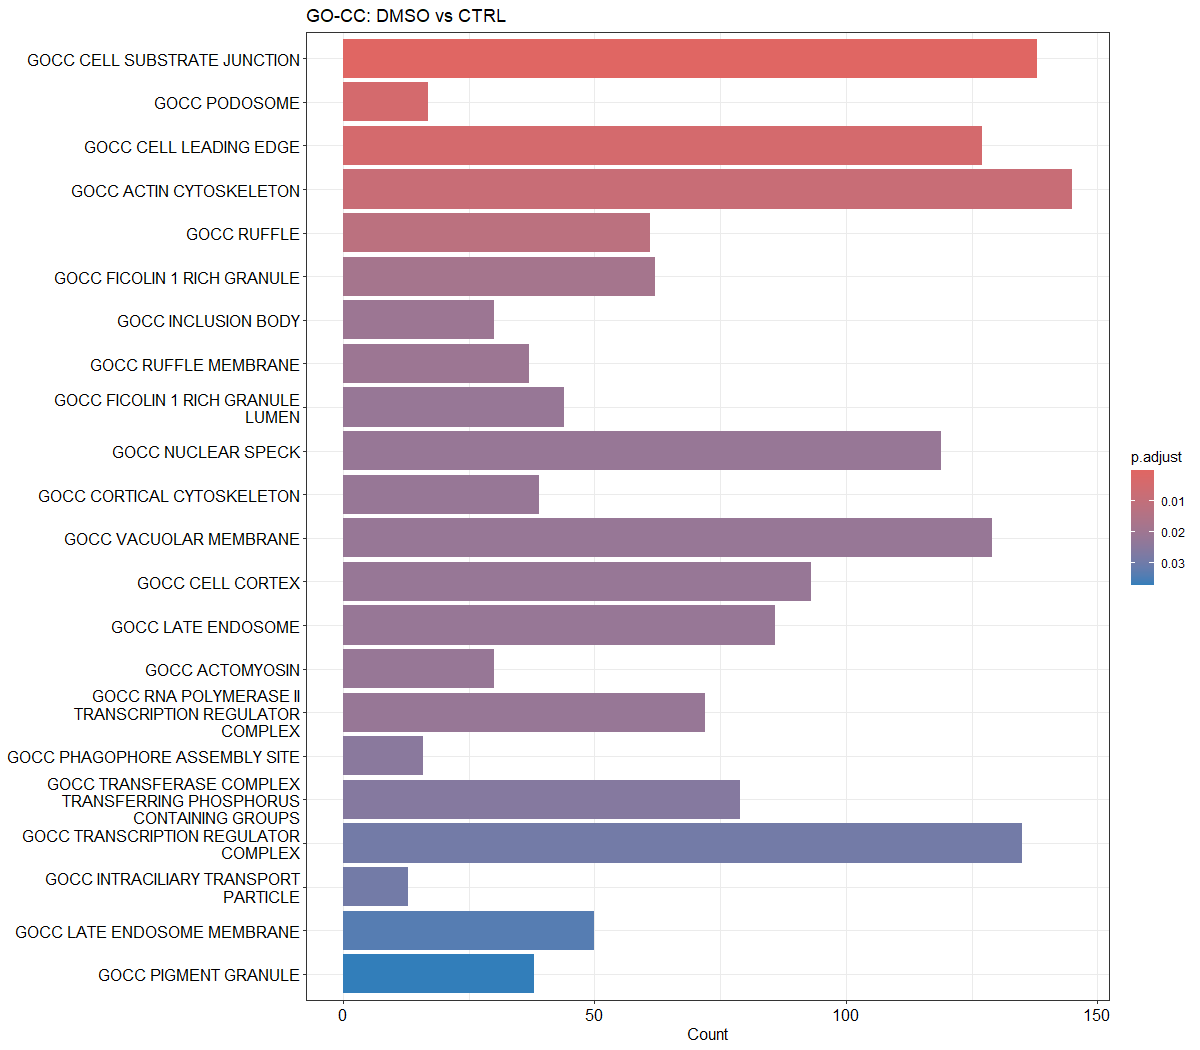 GO-CC: DMSO vs CTRL
GOCC CELL SUBSTRATE JUNCTION
GOCC PODOSOME
GOCC CELL LEADING EDGE
GOCC ACTIN CYTOSKELETON
GOCC RUFFLE
GOCC FICOLIN 1 RICH GRANULE
GOCC INCLUSION BODY
GOCC RUFFLE MEMBRANE
GOCC FICOLIN 1 RICH GRANULE
LUMEN
GOCC NUCLEAR SPECK
GOCC CORTICAL CYTOSKELETON
GOCC VACUOLAR MEMBRANE
GOCC CELL CORTEX
GOCC LATE ENDOSOME
GOCC ACTOMYOSIN
GOCC RNA POLYMERASE II
TRANSCRIPTION REGULATOR
COMPLEX
GOCC PHAGOPHORE ASSEMBLY SITE
GOCC TRANSFERASE COMPLEX
TRANSFERRING PHOSPHORUS
CONTAINING GROUPS
GOCC TRANSCRIPTION REGULATOR
COMPLEX
GOCC INTRACILIARY TRANSPORT
PARTICLE
GOCC LATE ENDOSOME MEMBRANE
GOCC PIGMENT GRANULE
0 50 100 150
Count
p.adjust
0.01
0.02
0.03